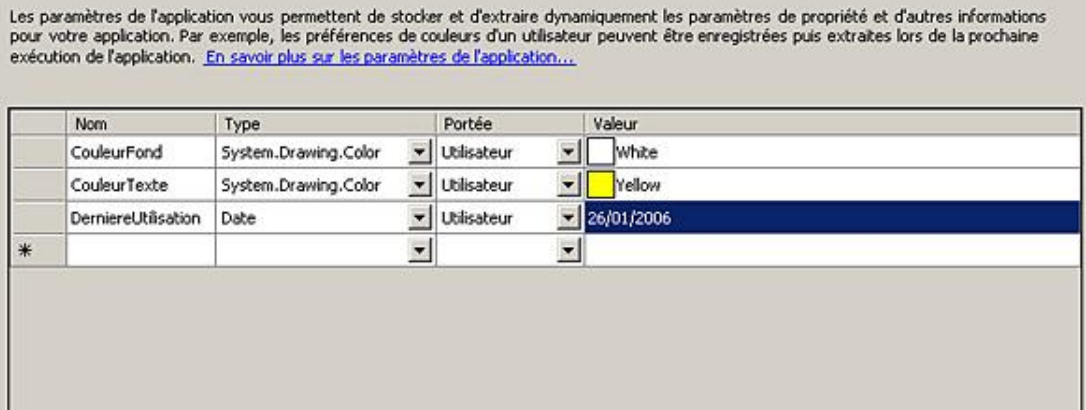 Les paramètres de l'application vous permettent de stocker et d'extraire dynamiquement les paramètres de propriété et d'autres informations
pour votre application. Par exemple, les préférences de couleurs d'un utilisateur peuvent être enregistrées puis extraites lors de la prochaine
exécution de l'application. En savoir plus sur les paramètres de l'application...
Nom Type Portée Valeur
CouleurFond System.Drawing.Color Utilisateur White
CouleurTexte System.Drawing.Color Utilisateur Yellow
DerniereUtilisation Date Utilisateur 26/01/2006
*